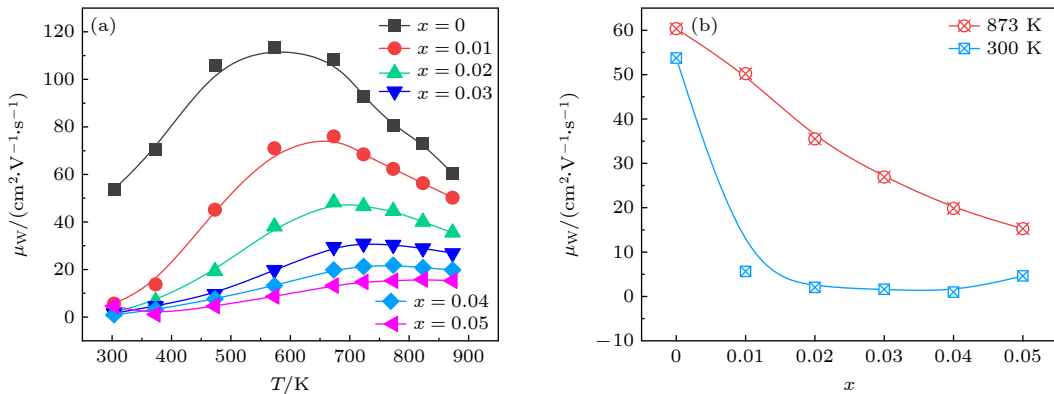 (a)
x = 0
x = 0.01
x = 0.02
x = 0.03
x = 0.04
x = 0.05
120
100
80
60
40
20
0
μW/(cm²·V⁻¹·s⁻¹)
300 400 500 600 700 800 900
T/K
(b)
873 K
300 K
60
50
40
30
20
10
0
−10
μW/(cm²·V⁻¹·s⁻¹)
0 0.01 0.02 0.03 0.04 0.05
x